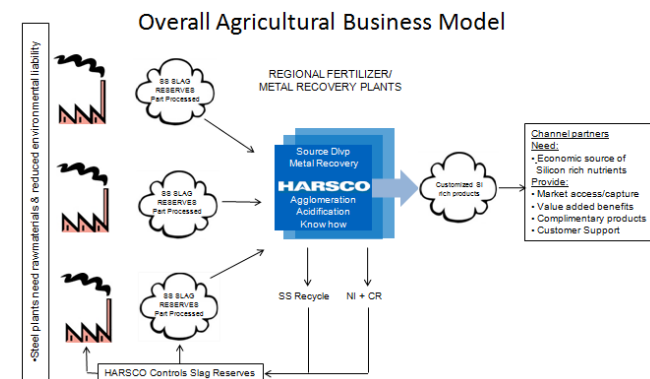 Overall Agricultural Business Model
•Steel plants need rawmaterials & reduced environmental liability
SS SLAG
RESERVES
Part Processed
REGIONAL FERTILIZER/
METAL RECOVERY PLANTS
SS SLAG
RESERVES
Part Processed
SS SLAG
RESERVES
Part Processed
Source Dlvp
Metal Recovery
HARSCO
Agglomeration
Acidification
Know how
Customized SI
rich products
Channel partners
Need:
•Economic source of
Silicon rich nutrients
Provide:
• Market access/capture
• Value added benefits
• Complimentary products
• Customer Support
SS Recycle
NI + CR
HARSCO Controls Slag Reserves